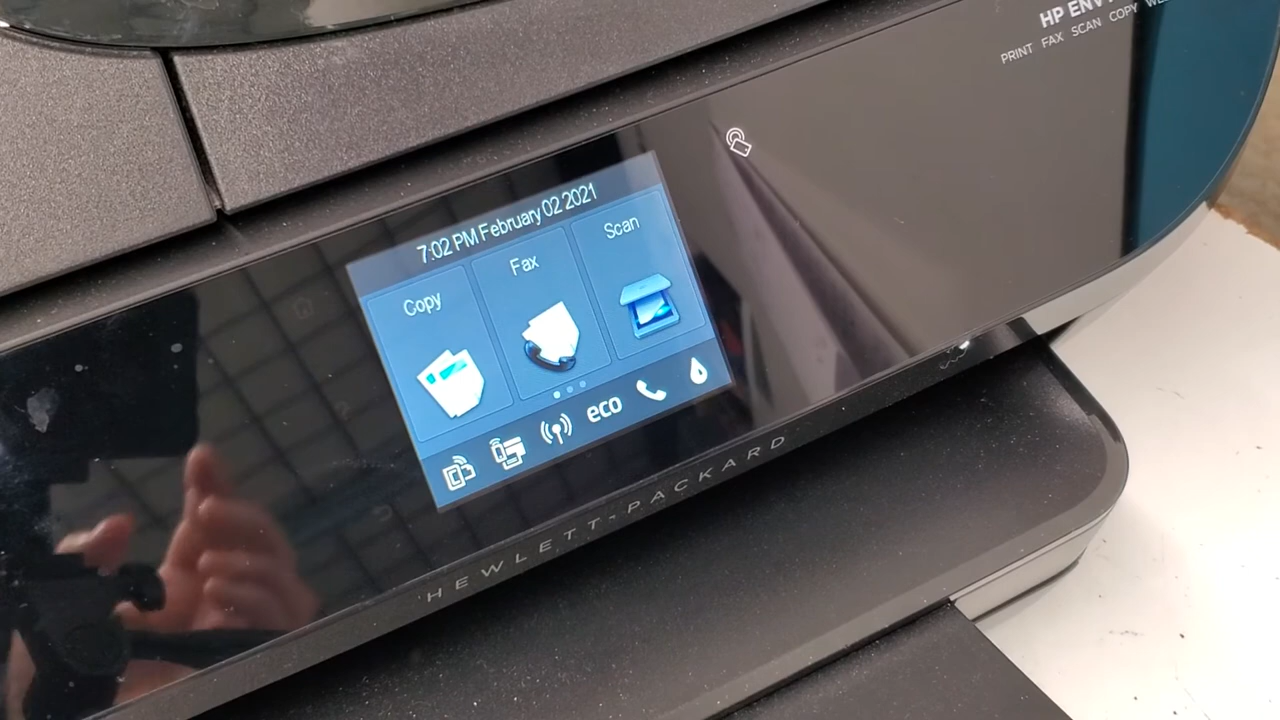 HP ENV
PRINT FAX SCAN COPY
7:02 PM February 02 2021
Copy
Fax
Scan
eco
HEWLETT-PACKARD